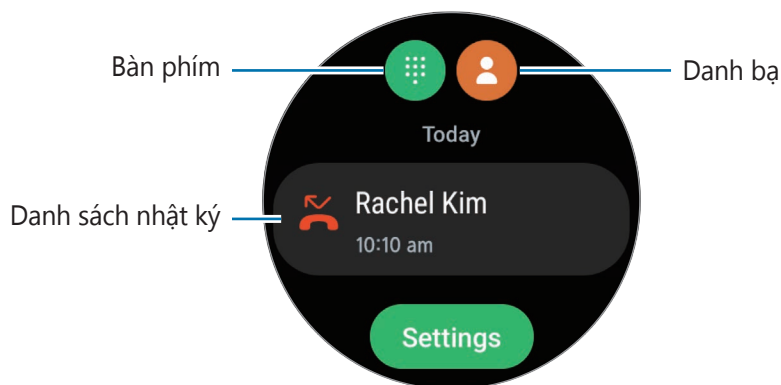 Bàn phím
Danh bạ
Today
Danh sách nhật ký
Rachel Kim
10:10 am
Settings